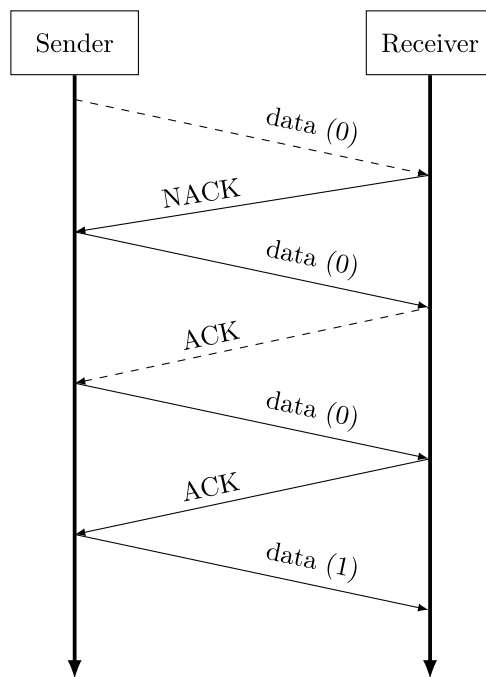 Sender
Receiver
data (0)
NACK
data (0)
ACK
data (0)
ACK
data (1)